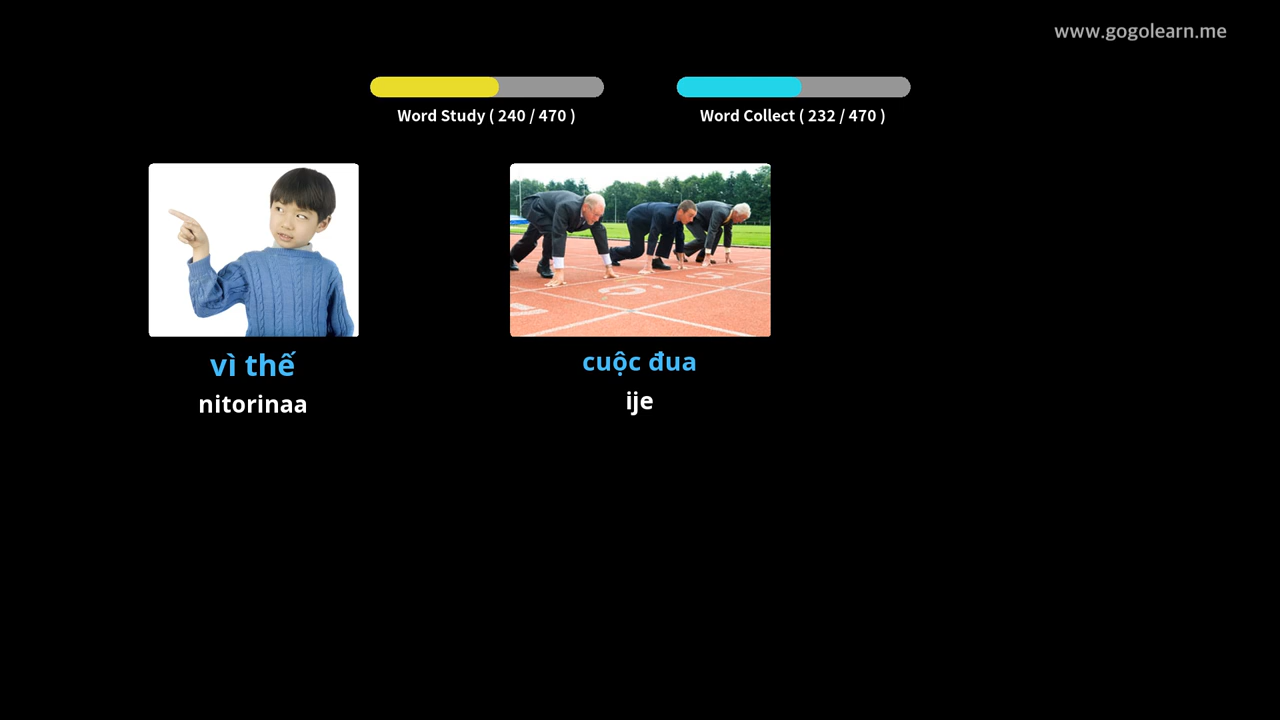 www.gogolearn.me
Word Study ( 240 / 470 )
Word Collect ( 232 / 470 )
vì thế
nitorinaa
cuộc đua
ije